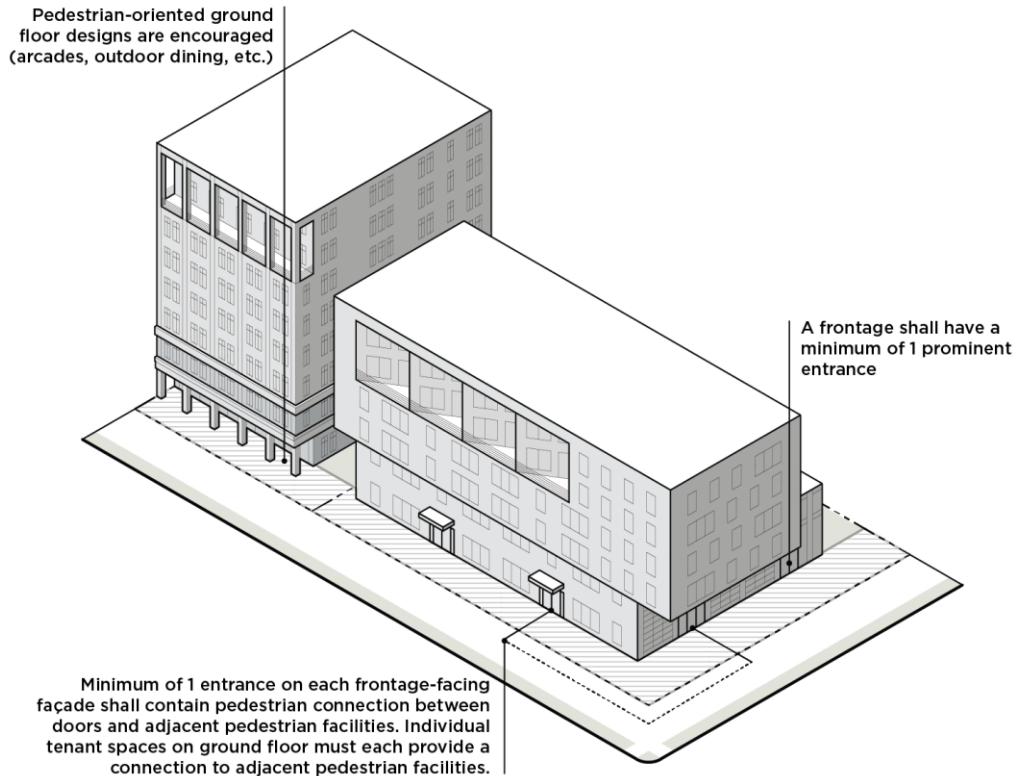 Pedestrian-oriented ground
floor designs are encouraged
(arcades, outdoor dining, etc.)
A frontage shall have a
minimum of 1 prominent
entrance
Minimum of 1 entrance on each frontage-facing
façade shall contain pedestrian connection between
doors and adjacent pedestrian facilities. Individual
tenant spaces on ground floor must each provide a
connection to adjacent pedestrian facilities.